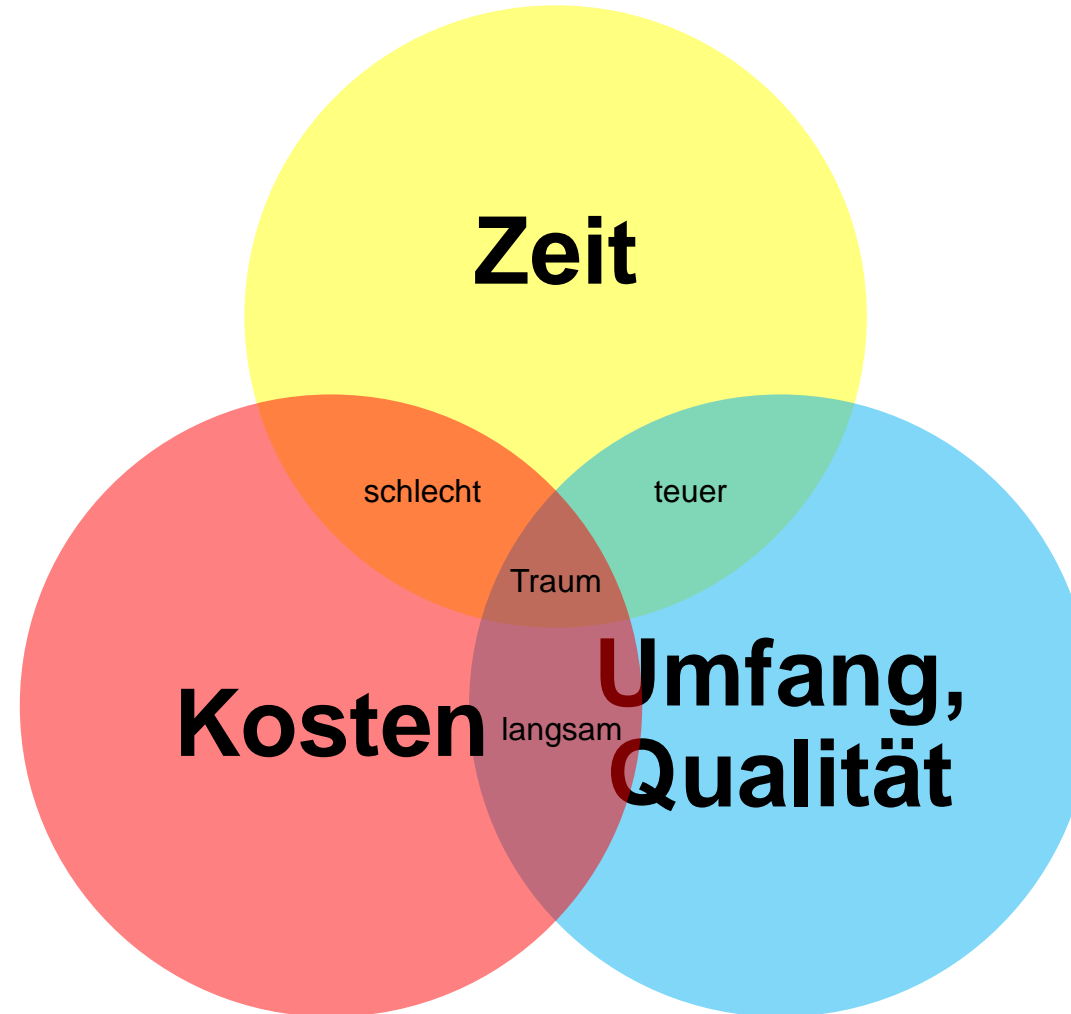 Zeit
schlecht
teuer
Traum
Kosten
langsam
Umfang,
Qualität